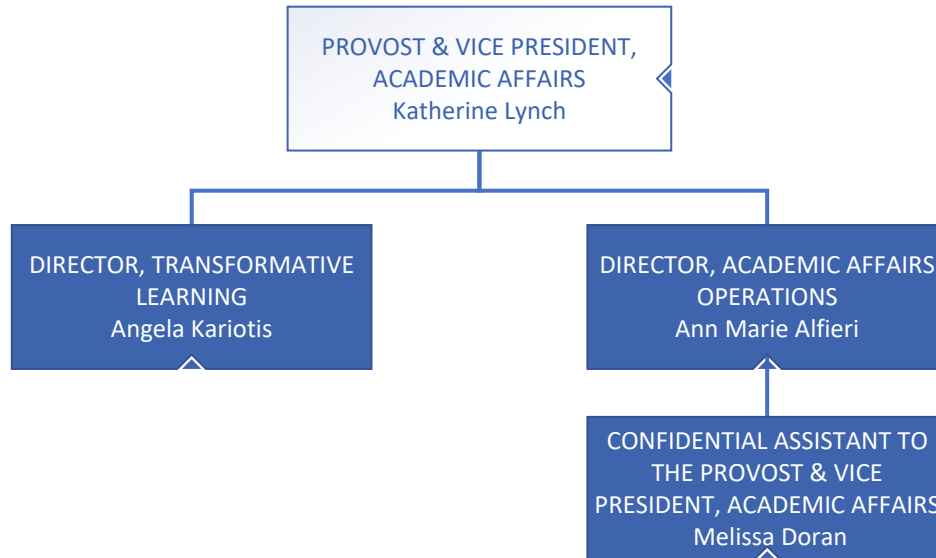 PROVOST & VICE PRESIDENT,
ACADEMIC AFFAIRS
Katherine Lynch
DIRECTOR, TRANSFORMATIVE
LEARNING
Angela Kariotis
DIRECTOR, ACADEMIC AFFAIRS
OPERATIONS
Ann Marie Alfieri
CONFIDENTIAL ASSISTANT TO
THE PROVOST & VICE
PRESIDENT, ACADEMIC AFFAIRS
Melissa Doran